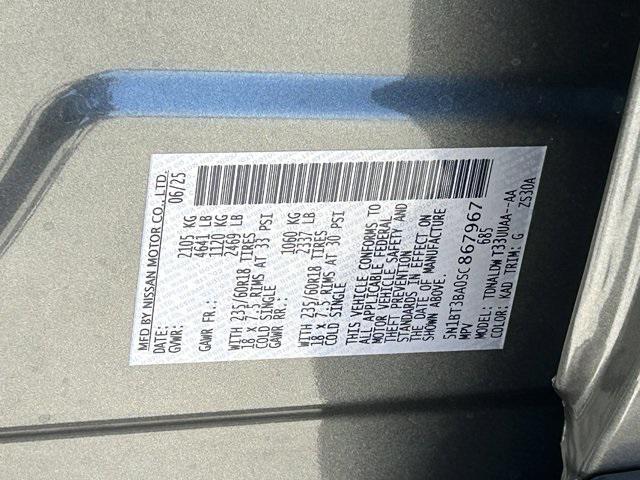 MFD BY NISSAN MOTOR CO., LTD.
DATE: 06/25
GVWR: 2105 KG
4641 LB
GAWR FR.: 1120 KG
2469 LB
WITH 235/60R18 TIRES
18 X 7.5 RIMS AT 33 PSI
COLD SINGLE
GAWR RR.: 1060 KG
2337 LB
WITH 235/60R18 TIRES
18 X 7.5 RIMS AT 30 PSI
COLD SINGLE
THIS VEHICLE CONFORMS TO
ALL APPLICABLE FEDERAL
MOTOR VEHICLE SAFETY AND
THEFT PREVENTION
STANDARDS IN EFFECT ON
THE DATE OF MANUFACTURE
SHOWN ABOVE.
5N1BT3BA0SC867967
MPV 685
MODEL: TDNALDWT33UUAA--AA
COLOR: KAD TRIM: G ZS30A